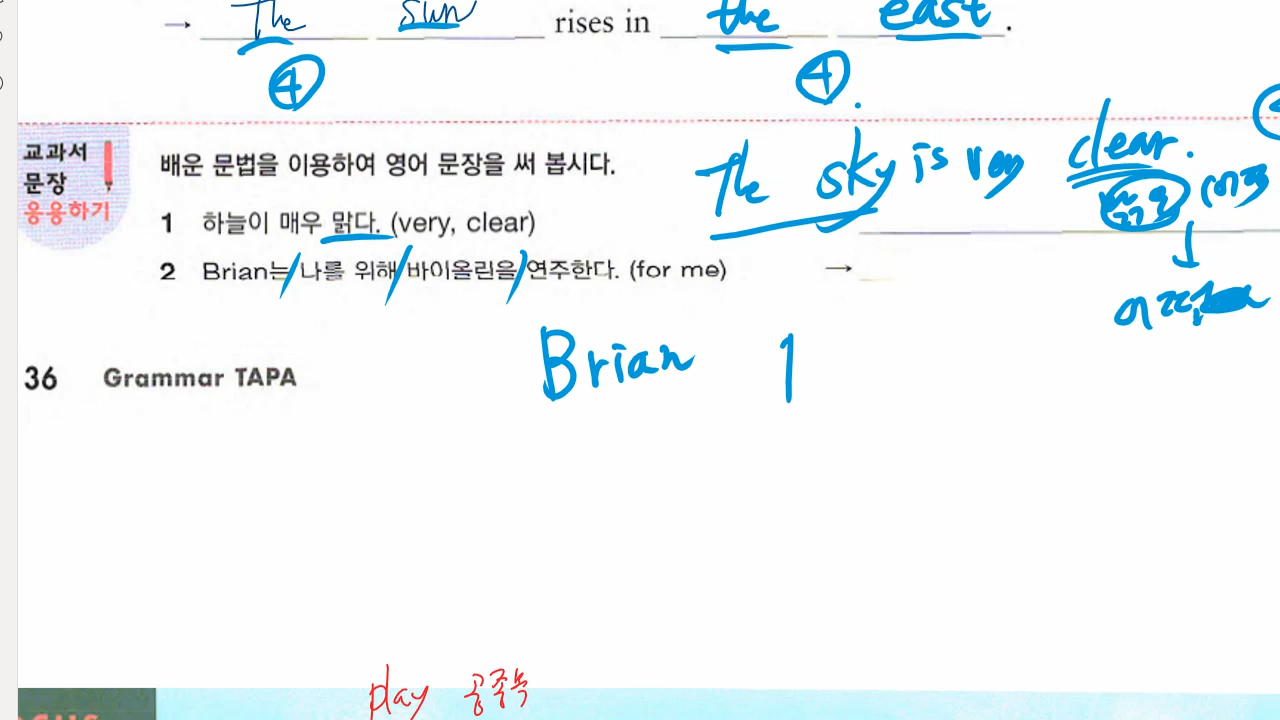 → The sun rises in the east.
④ ④
교과서
문장
응용하기
배운 문법을 이용하여 영어 문장을 써 봅시다.
The sky is very clear.
1 하늘이 매우 맑다. (very, clear)
2 Brian는/나를 위해/바이올린을/연주한다. (for me) →
Brian
36 Grammar TAPA
play